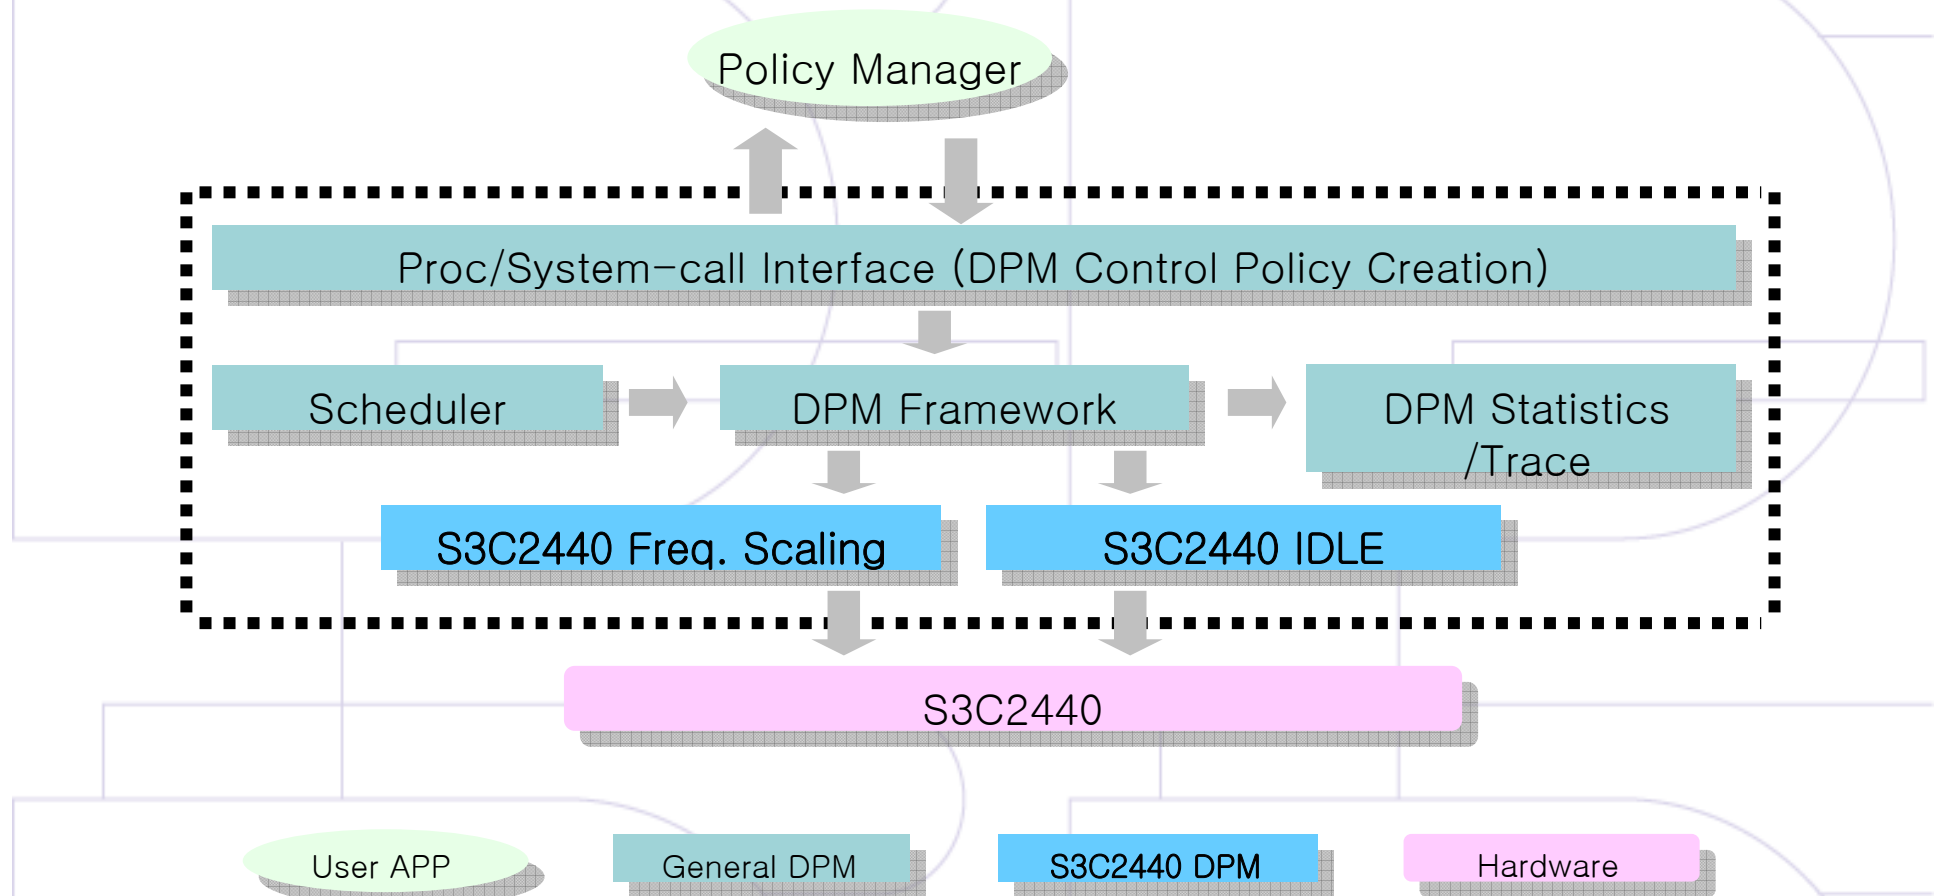 Policy Manager
Proc/System-call Interface (DPM Control Policy Creation)
Scheduler
DPM Framework
DPM Statistics
/Trace
S3C2440 Freq. Scaling
S3C2440 IDLE
S3C2440
User APP
General DPM
S3C2440 DPM
Hardware